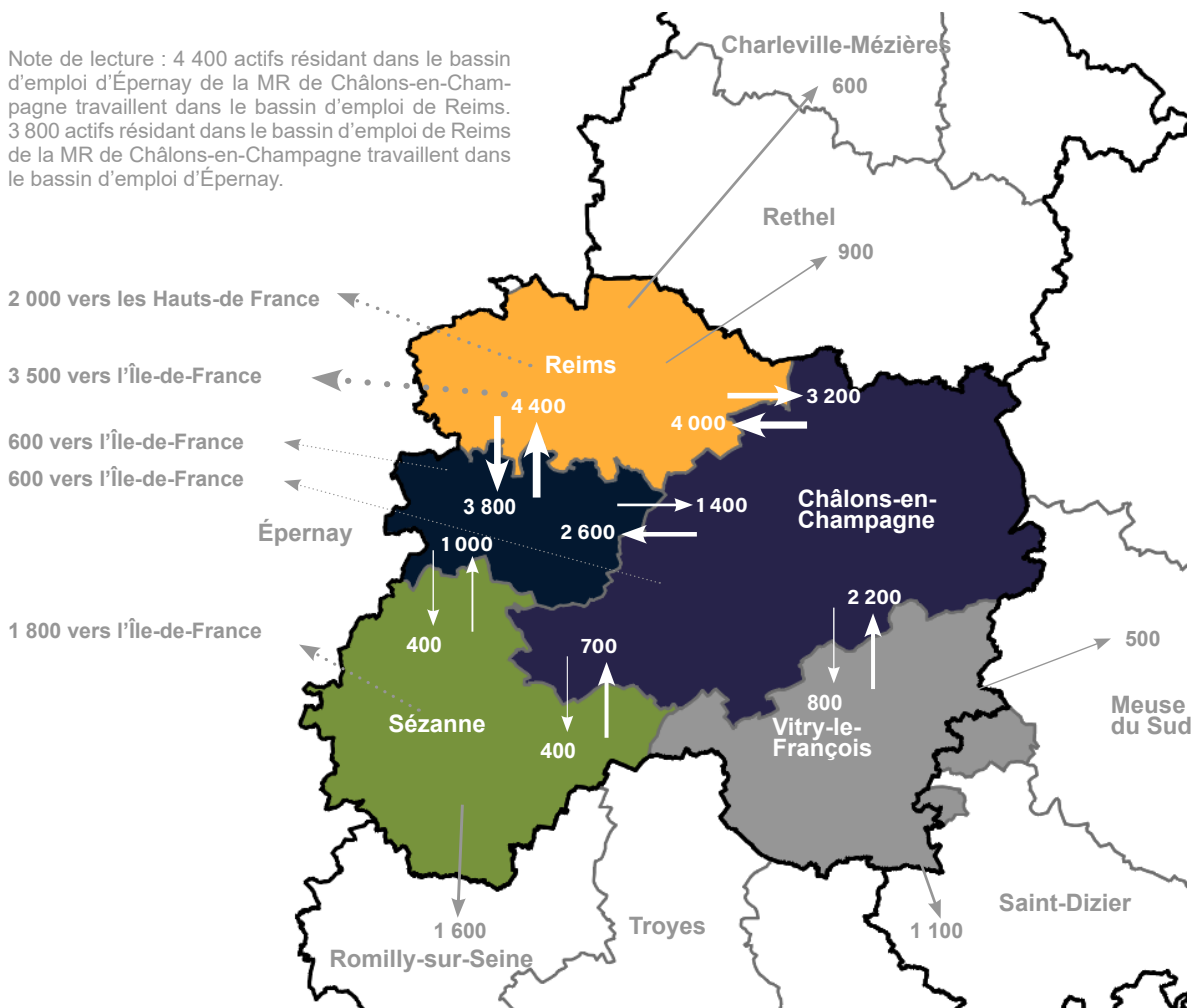 Note de lecture : 4 400 actifs résidant dans le bassin
d'emploi d'Épernay de la MR de Châlons-en-Cham-
pagne travaillent dans le bassin d'emploi de Reims.
3 800 actifs résidant dans le bassin d'emploi de Reims
de la MR de Châlons-en-Champagne travaillent dans
le bassin d'emploi d'Épernay.
Charleville-Mézières
600
Rethel
900
2 000 vers les Hauts-de France
3 500 vers l'Île-de-France
600 vers l'Île-de-France
600 vers l'Île-de-France
1 800 vers l'Île-de-France
Reims
4 400
3 200
4 000
3 800
1 400
2 600
Épernay
1 000
Châlons-en-
Champagne
2 200
400
700
800
500
Meuse
du Sud
Sézanne
400
Vitry-le-
François
Saint-Dizier
1 100
Troyes
1 600
Romilly-sur-Seine